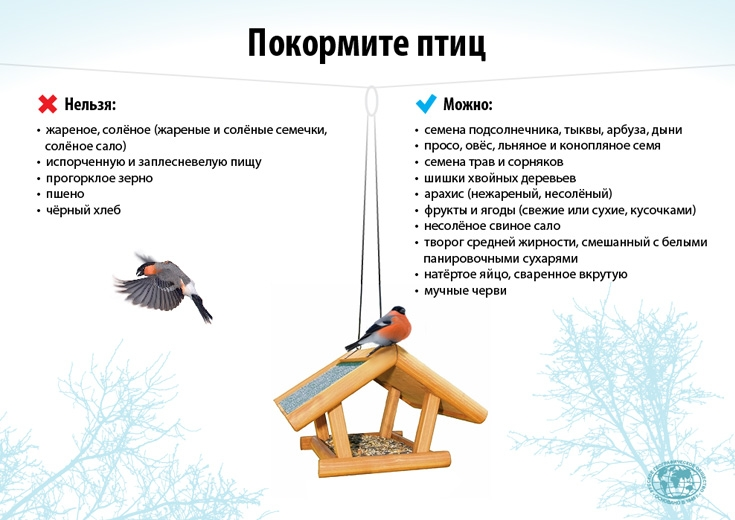 Покормите птиц
Нельзя:
• жареное, солёное (жареные и солёные семечки,
солёное сало)
• испорченную и заплесневелую пищу
• прогорклое зерно
• пшено
• чёрный хлеб
Можно:
• семена подсолнечника, тыквы, арбуза, дыни
• просо, овёс, льняное и конопляное семя
• семена трав и сорняков
• шишки хвойных деревьев
• арахис (нежареный, несолёный)
• фрукты и ягоды (свежие или сухие, кусочками)
• несолёное свиное сало
• творог средней жирности, смешанный с белыми
панировочными сухарями
• натёртое яйцо, сваренное вкрутую
• мучные черви